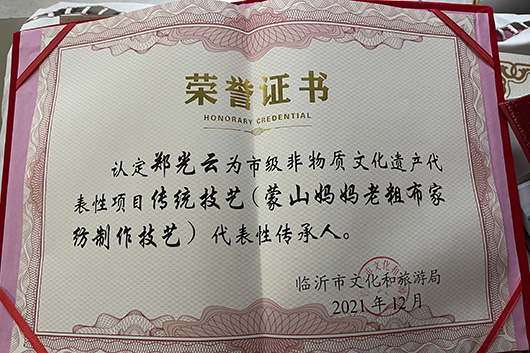 荣誉证书
HONORARY CREDENTIAL
认定郑光云为市级非物质文化遗产代
表性项目传统技艺（蒙山妈妈老粗布家
纺制作技艺）代表性传承人。
临沂市文化和旅游局
2021年12月